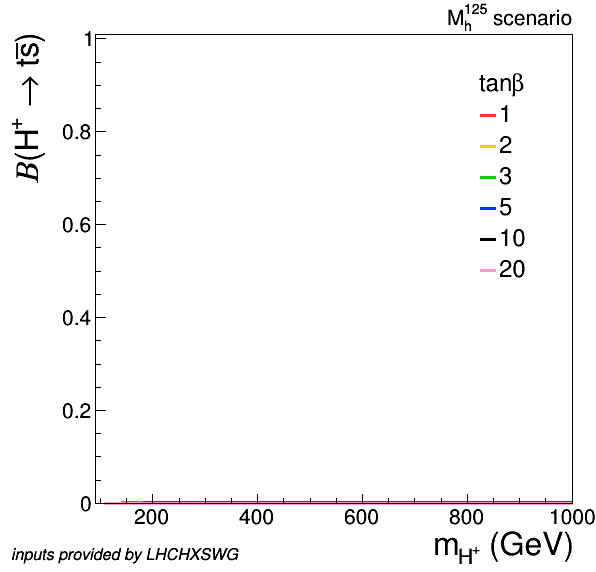 M_h^125 scenario
B(H⁺ → ts̅)
1
0.8
0.6
0.4
0.2
0
tanβ
1
2
3
5
10
20
200 400 600 800 1000
m_H⁺ (GeV)
inputs provided by LHCHXSWG